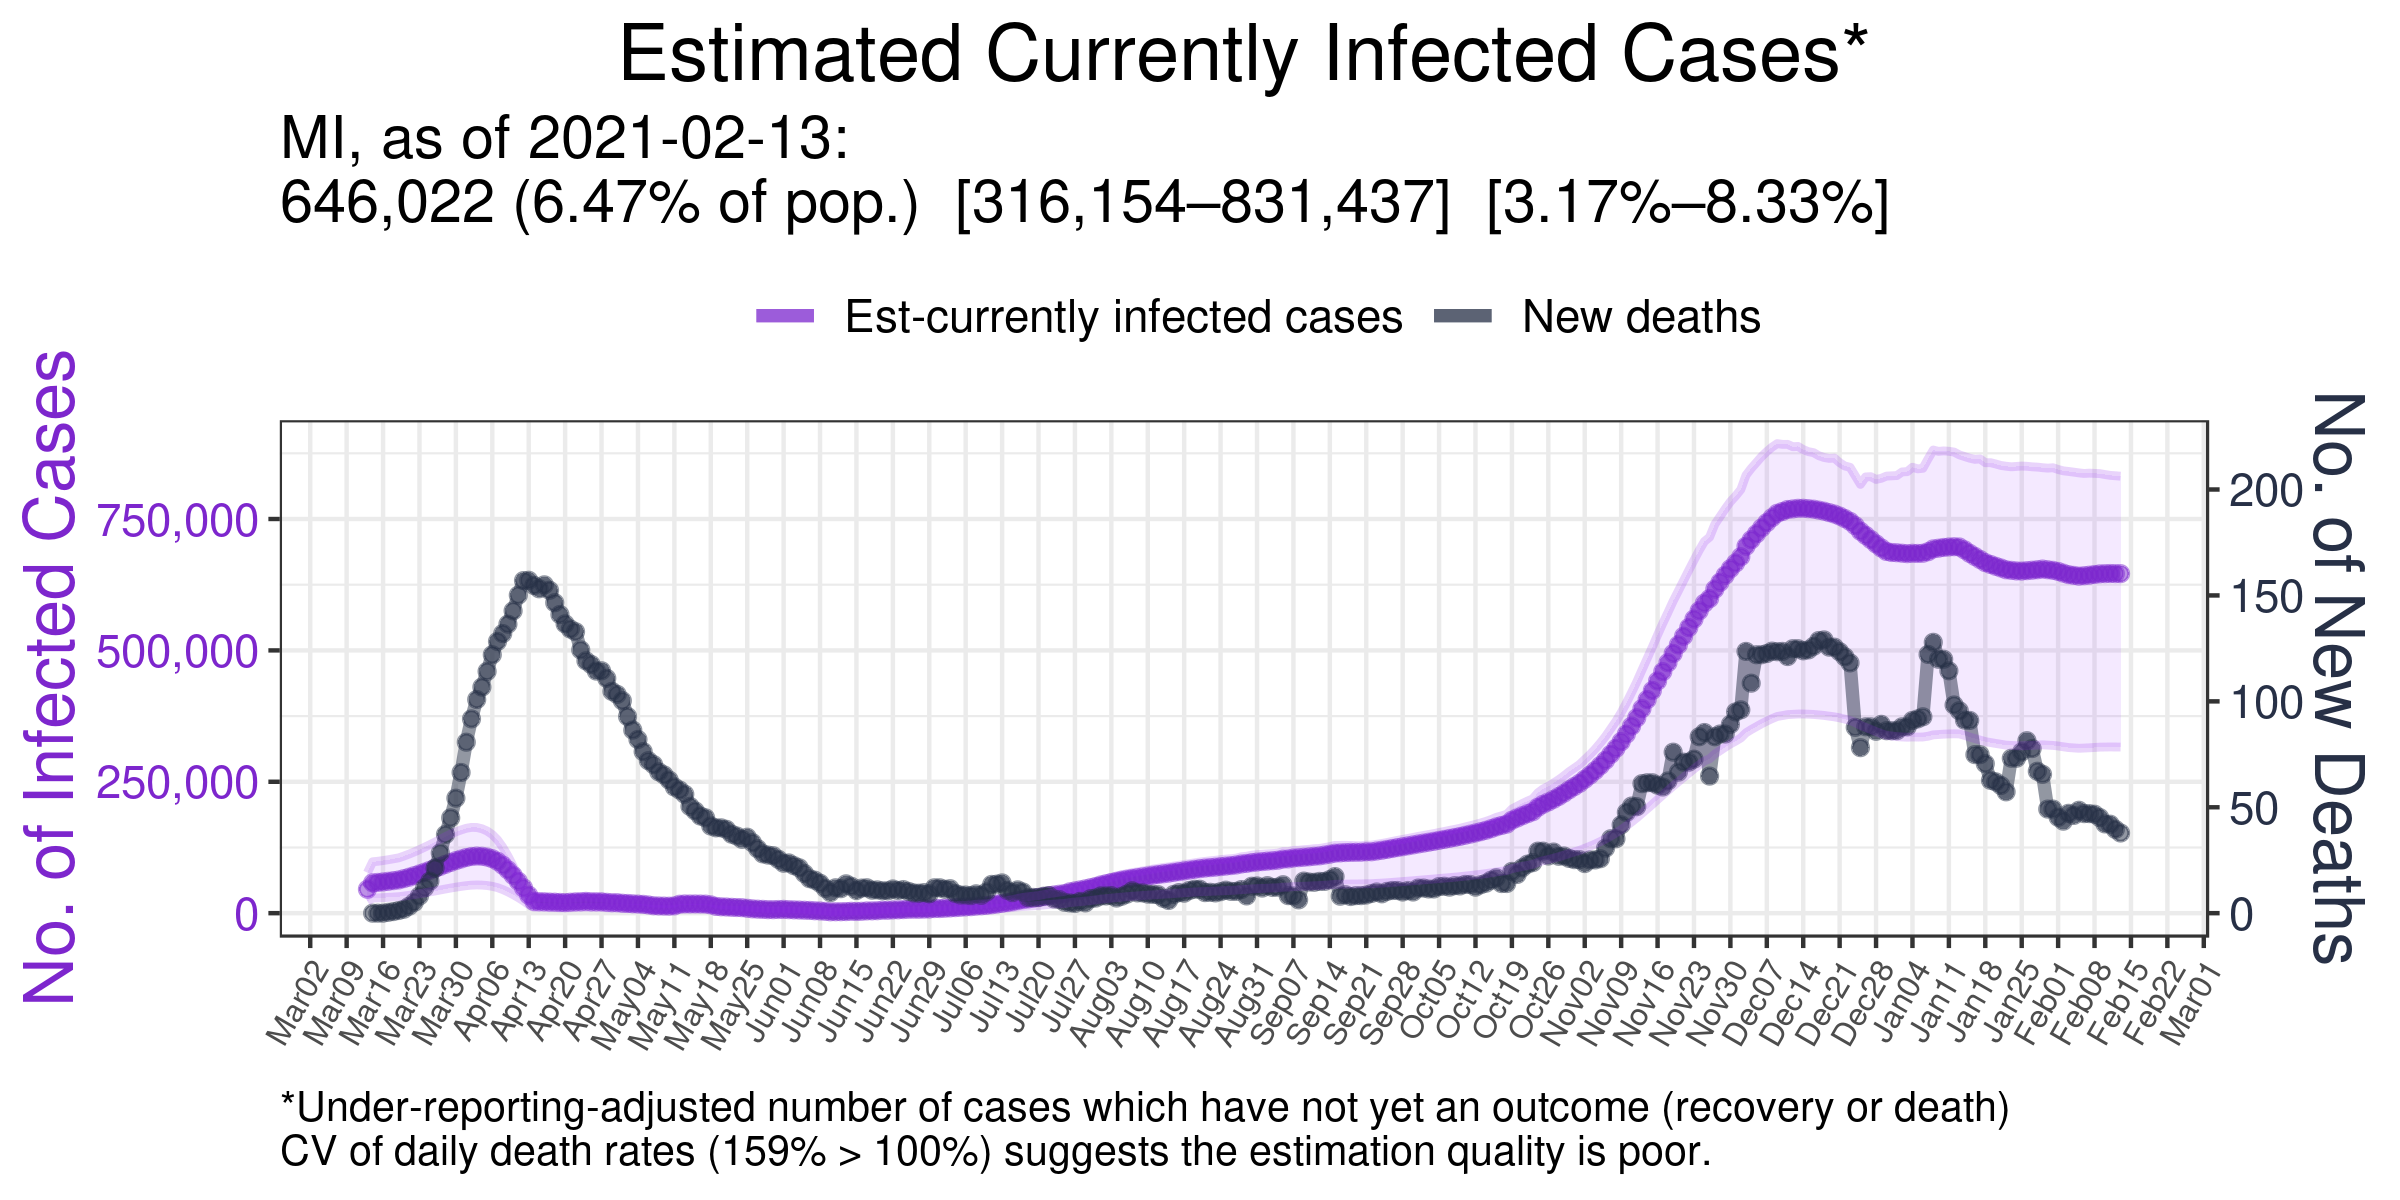 Estimated Currently Infected Cases*
MI, as of 2021-02-13:
646,022 (6.47% of pop.)  [316,154–831,437]  [3.17%–8.33%]
Est-currently infected cases
New deaths
No. of Infected Cases
750,000
500,000
250,000
0
No. of New Deaths
200
150
100
50
0
Mar02
Mar09
Mar16
Mar23
Mar30
Apr06
Apr13
Apr20
Apr27
May04
May11
May18
May25
Jun01
Jun08
Jun15
Jun22
Jun29
Jul06
Jul13
Jul20
Jul27
Aug03
Aug10
Aug17
Aug24
Aug31
Sep07
Sep14
Sep21
Sep28
Oct05
Oct12
Oct19
Oct26
Nov02
Nov09
Nov16
Nov23
Nov30
Dec07
Dec14
Dec21
Dec28
Jan04
Jan11
Jan18
Jan25
Feb01
Feb08
Feb15
Feb22
Mar01
*Under-reporting-adjusted number of cases which have not yet an outcome (recovery or death)
CV of daily death rates (159% > 100%) suggests the estimation quality is poor.